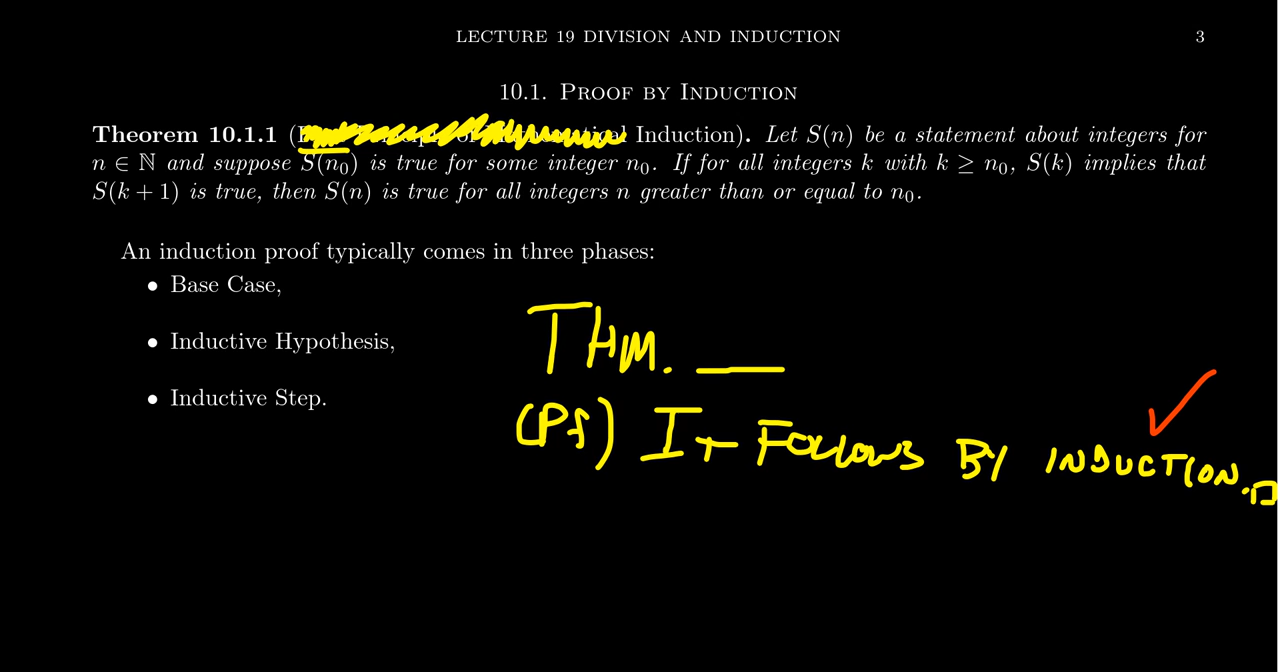 LECTURE 19 DIVISION AND INDUCTION 3
10.1. PROOF BY INDUCTION
Theorem 10.1.1 ( Induction). Let S(n) be a statement about integers for
n ∈ ℕ and suppose S(n₀) is true for some integer n₀. If for all integers k with k ≥ n₀, S(k) implies that
S(k + 1) is true, then S(n) is true for all integers n greater than or equal to n₀.
An induction proof typically comes in three phases:
• Base Case,
• Inductive Hypothesis,
• Inductive Step.
THM. ___
(Pf) IT FOLLOWS BY INDUCTION. □